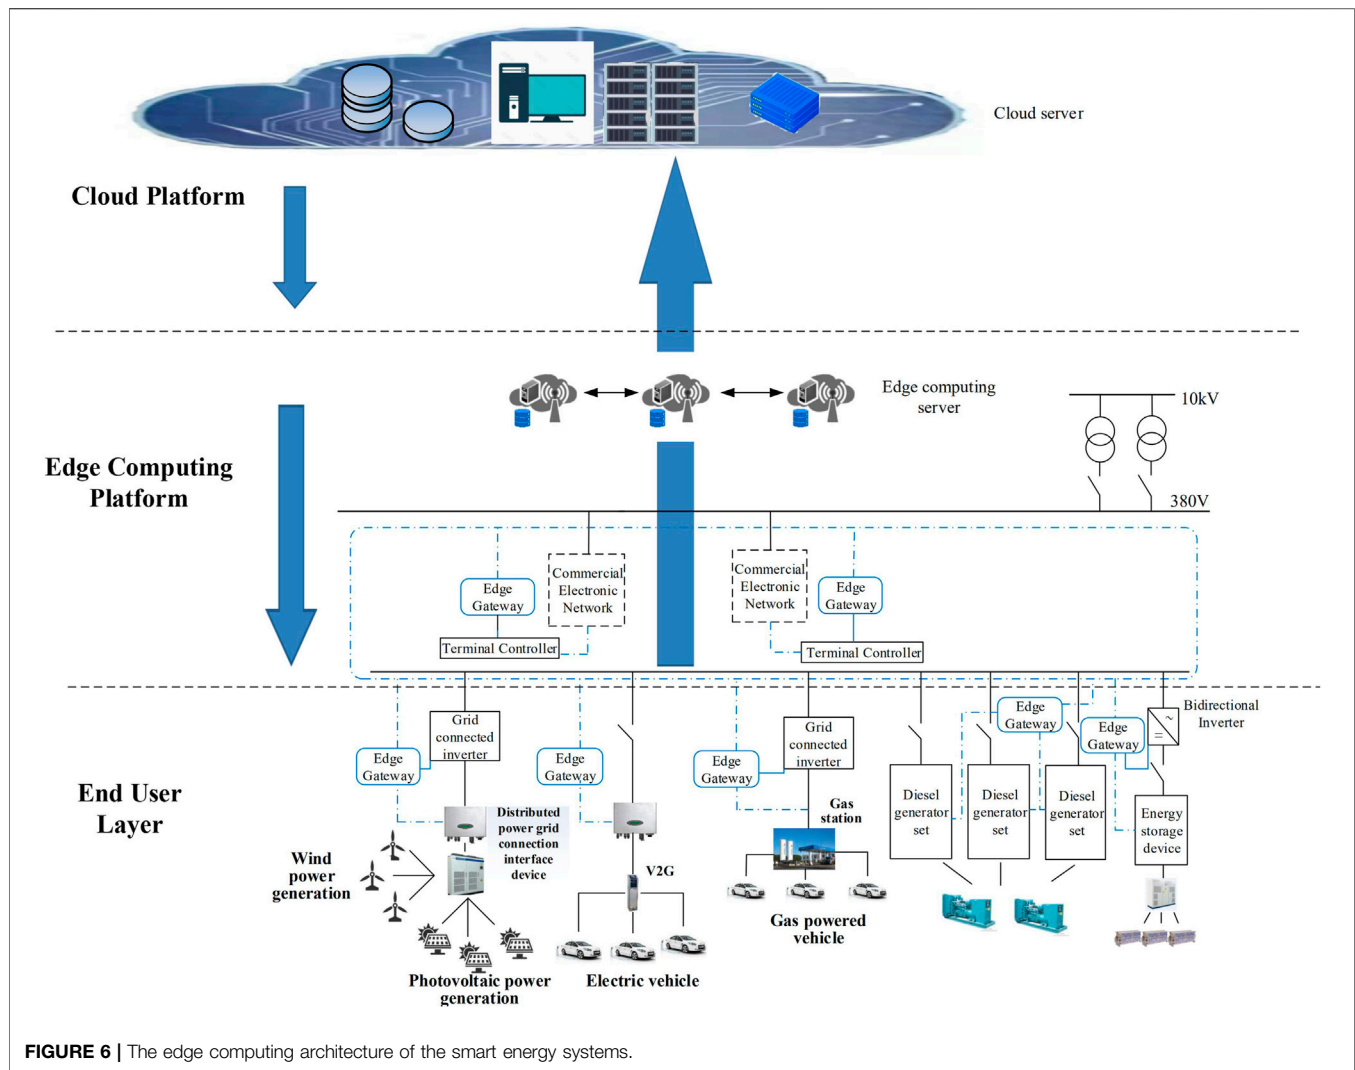 Cloud server
Cloud Platform
Edge computing
server
10kV
380V
Edge Computing
Platform
Edge
Gateway
Commercial
Electronic
Network
Terminal Controller
Commercial
Electronic
Network
Edge
Gateway
Terminal Controller
End User
Layer
Grid
connected
inverter
Edge
Gateway
Edge
Gateway
Grid
connected
inverter
Edge
Gateway
Edge
Gateway
Edge
Gateway
Bidirectional
Inverter
~
=
Distributed
power grid
connection
interface
device
Gas
station
Diesel
generator
set
Diesel
generator
set
Diesel
generator
set
Energy
storage
device
Wind
power
generation
V2G
Gas powered
vehicle
Photovoltaic power
generation
Electric vehicle
FIGURE 6 | The edge computing architecture of the smart energy systems.